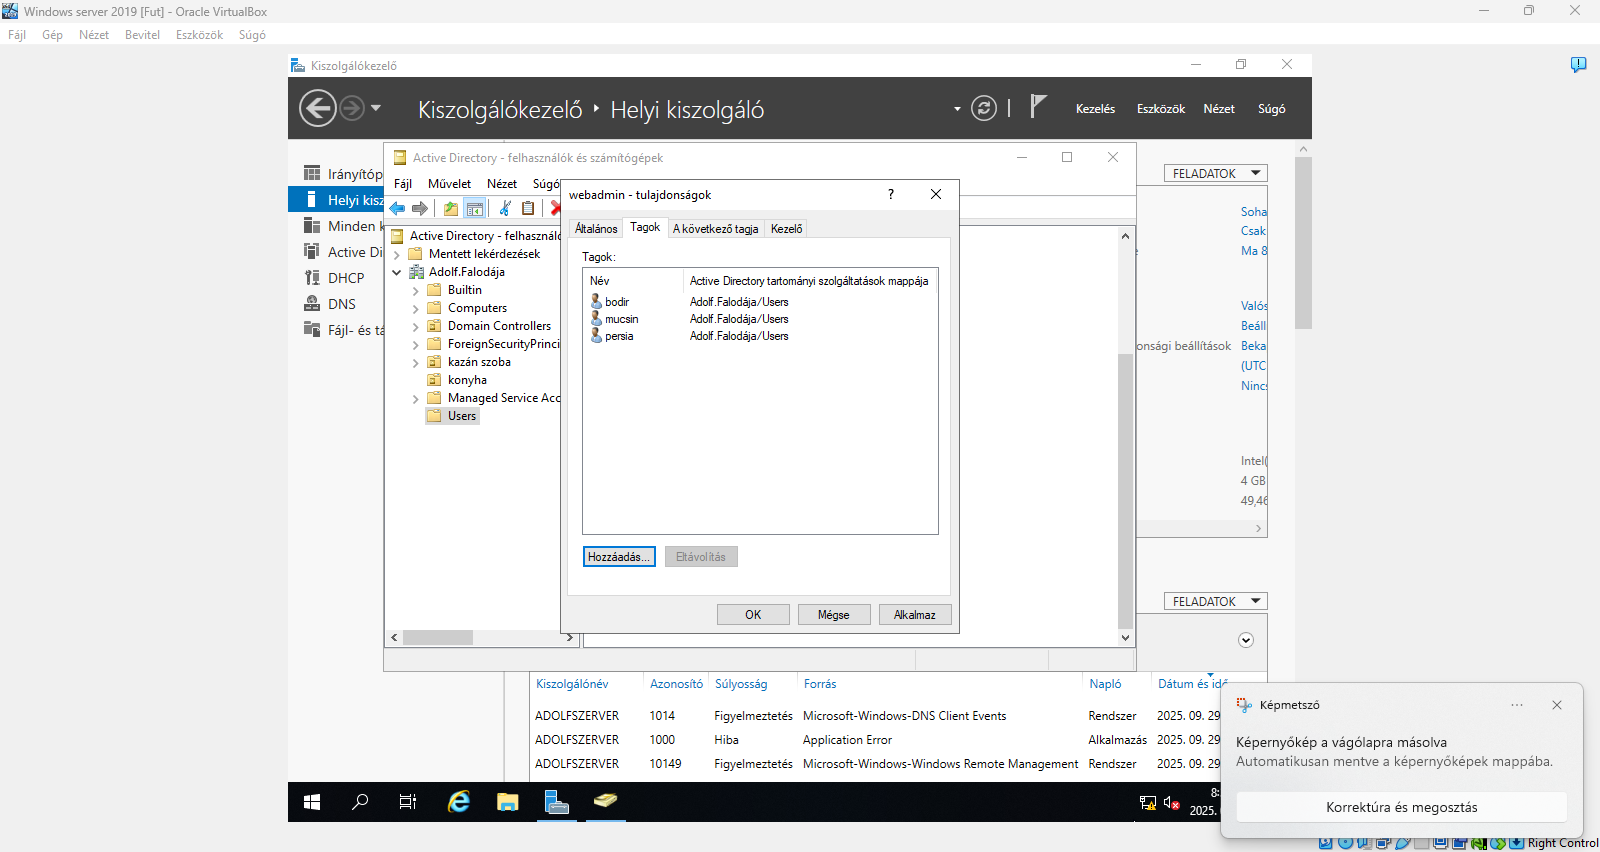 Windows server 2019 [Fut] - Oracle VirtualBox
Fájl Gép Nézet Bevitel Eszközök Súgó
Kiszolgálókezelő
Kiszolgálókezelő Helyi kiszolgáló
Kezelés Eszközök Nézet Súgó
Irányítóp
Helyi kisz
Minden k
Active Di
DHCP
DNS
Fájl- és tá
Active Directory - felhasználók és számítógépek
Fájl Művelet Nézet Súgó
Active Directory - felhasználó
Mentett lekérdezések
Adolf.Falodája
Builtin
Computers
Domain Controllers
ForeignSecurityPrinci
kazán szoba
konyha
Managed Service Acc
Users
webadmin - tulajdonságok
?
Általános Tagok A következő tagja Kezelő
Tagok:
Név Active Directory tartományi szolgáltatások mappája
bodir Adolf.Falodája/Users
mucsin Adolf.Falodája/Users
persia Adolf.Falodája/Users
Hozzáadás... Eltávolítás
OK Mégse Alkalmaz
FELADATOK
Soha
Csak
Ma 8
Valós
Beáll
onsági beállítások Beka
(UTC
Nincs
Intel(
4 GB
49,46
FELADATOK
Kiszolgálónév Azonosító Súlyosság Forrás Napló Dátum és idő
ADOLFSZERVER 1014 Figyelmeztetés Microsoft-Windows-DNS Client Events Rendszer 2025. 09. 29
ADOLFSZERVER 1000 Hiba Application Error Alkalmazás 2025. 09. 29
ADOLFSZERVER 10149 Figyelmeztetés Microsoft-Windows-Windows Remote Management Rendszer 2025. 09. 29
8:
2025.
Képmetsző
Képernyőkép a vágólapra másolva
Automatikusan mentve a képernyőképek mappába.
Korrektúra és megosztás
Right Control